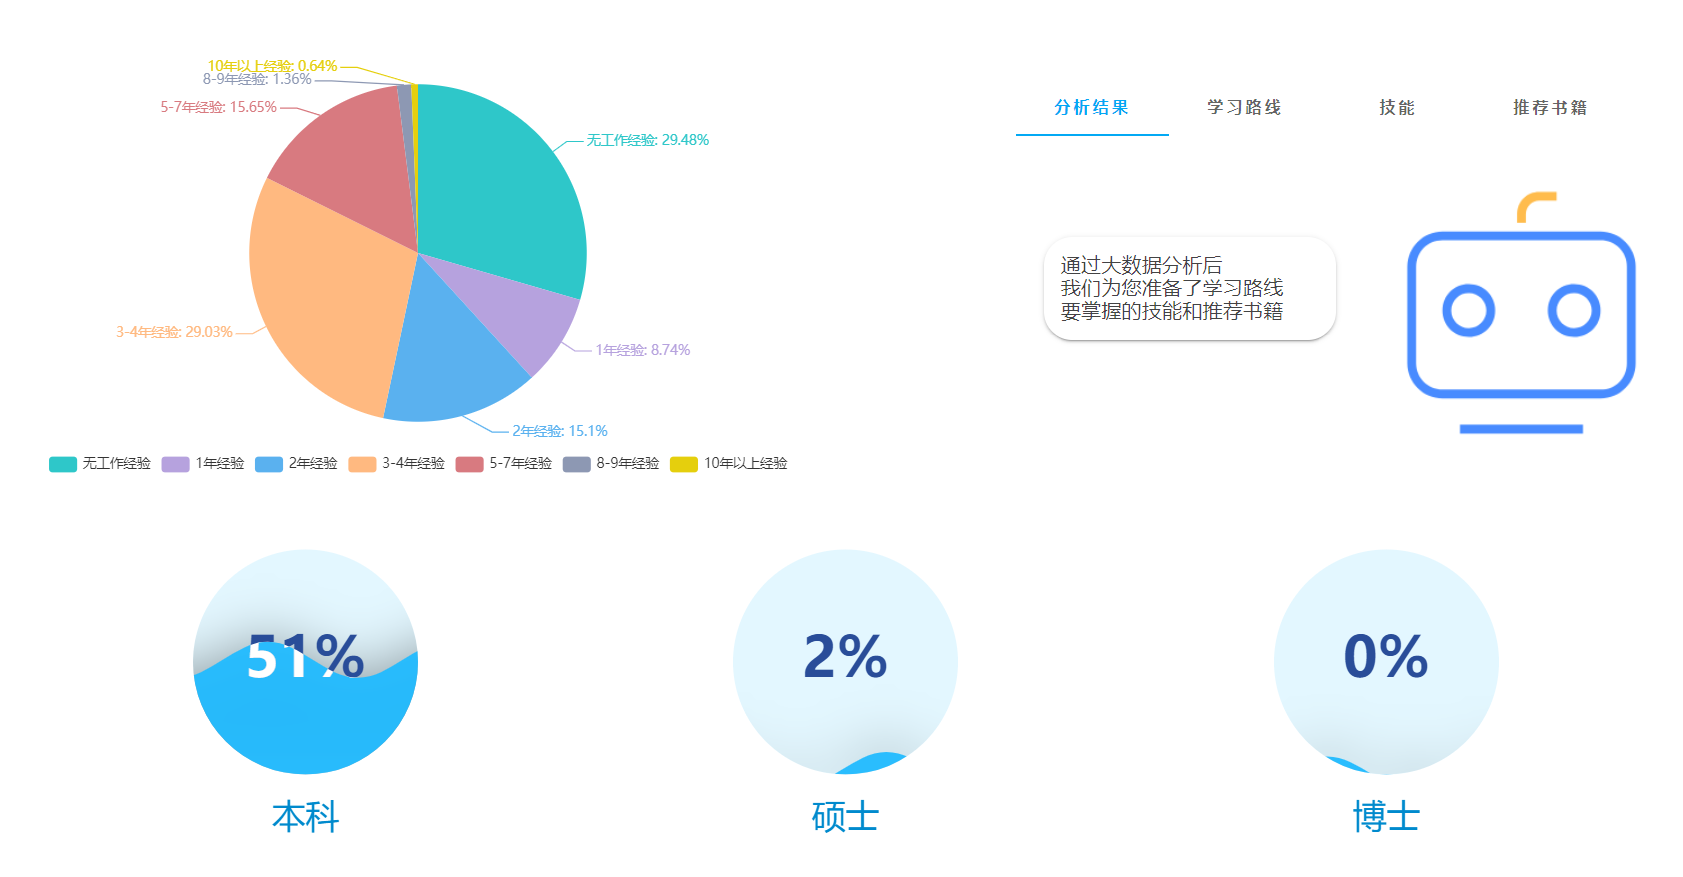 10年以上经验: 0.64%
8-9年经验: 1.36%
5-7年经验: 15.65%
无工作经验: 29.48%
3-4年经验: 29.03%
1年经验: 8.74%
2年经验: 15.1%
无工作经验 1年经验 2年经验 3-4年经验 5-7年经验 8-9年经验 10年以上经验
分析结果 学习路线 技能 推荐书籍
通过大数据分析后
我们为您准备了学习路线
要掌握的技能和推荐书籍
51%
本科
2%
硕士
0%
博士